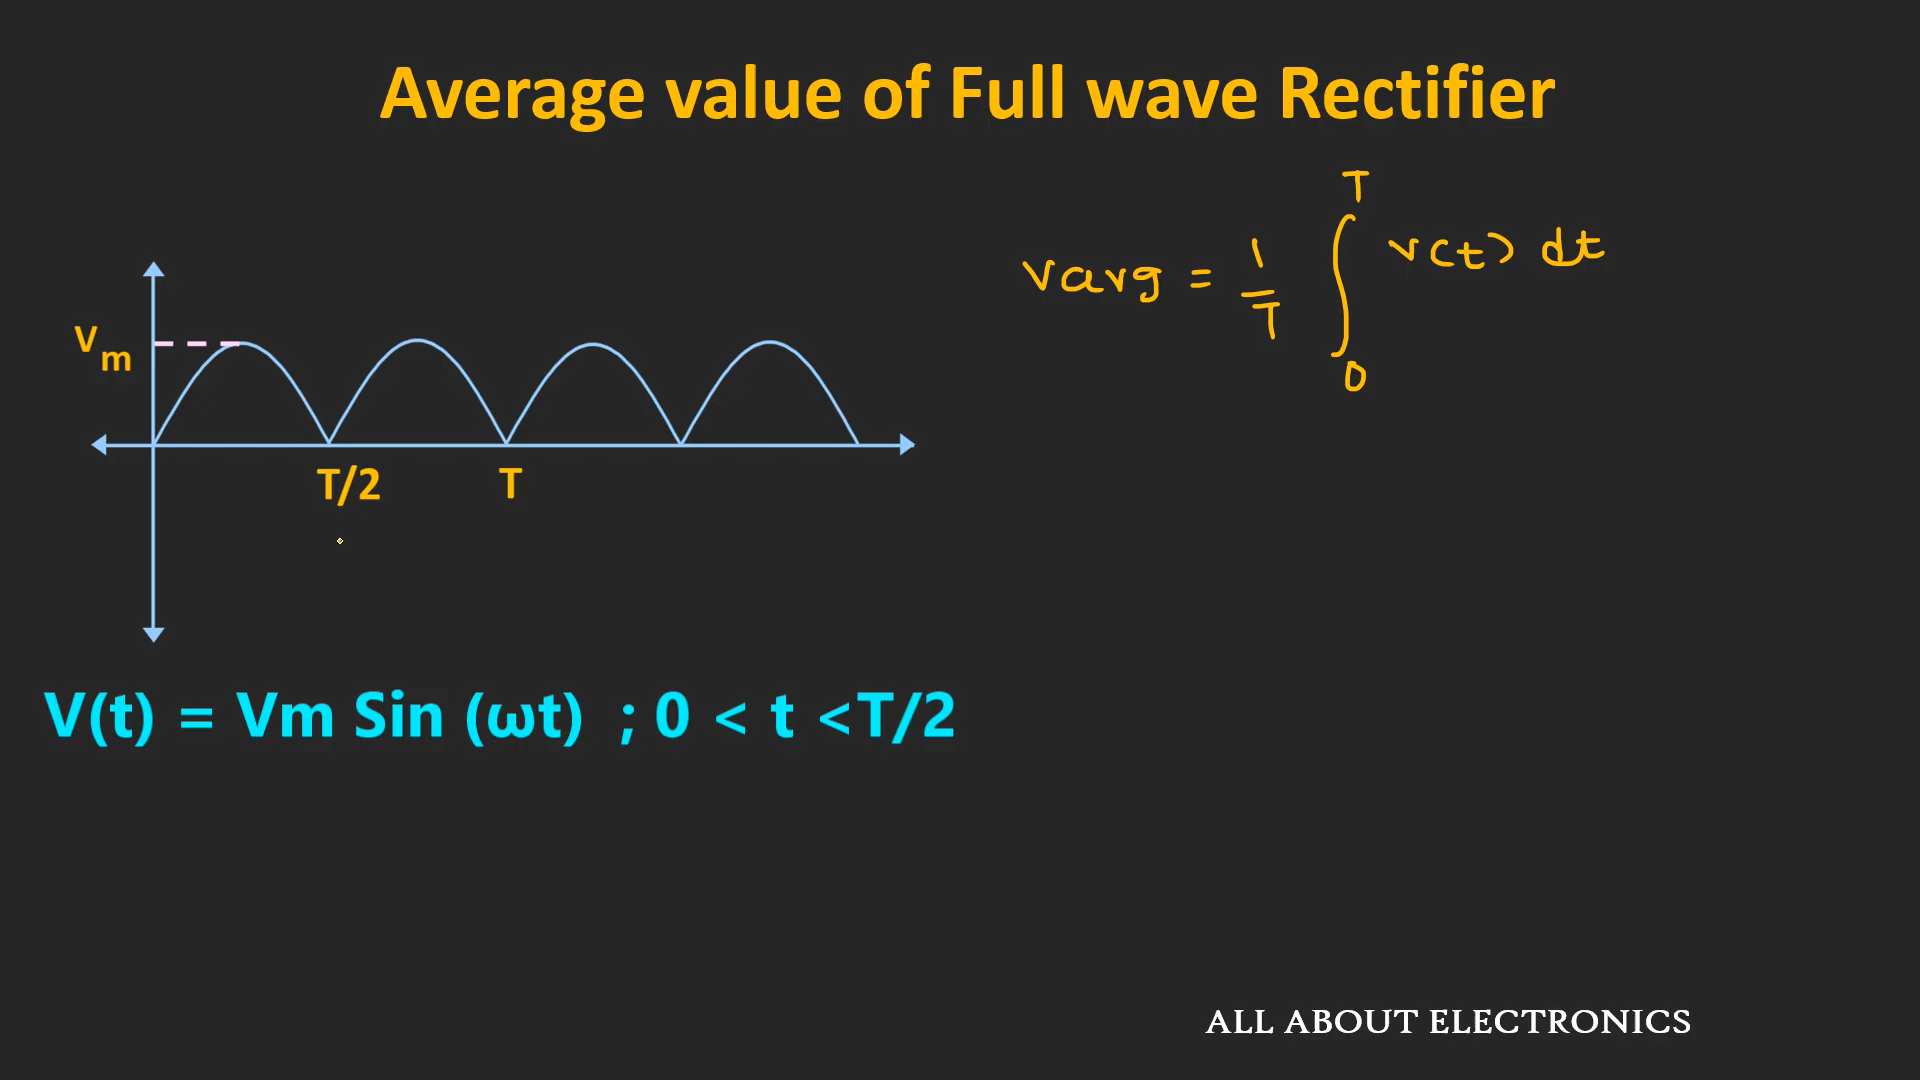 Average value of Full wave Rectifier
Vavg = 1/T ∫₀ᵀ v(t) dt
Vm
T/2 T
V(t) = Vm Sin (ωt) ; 0 < t <T/2
ALL ABOUT ELECTRONICS